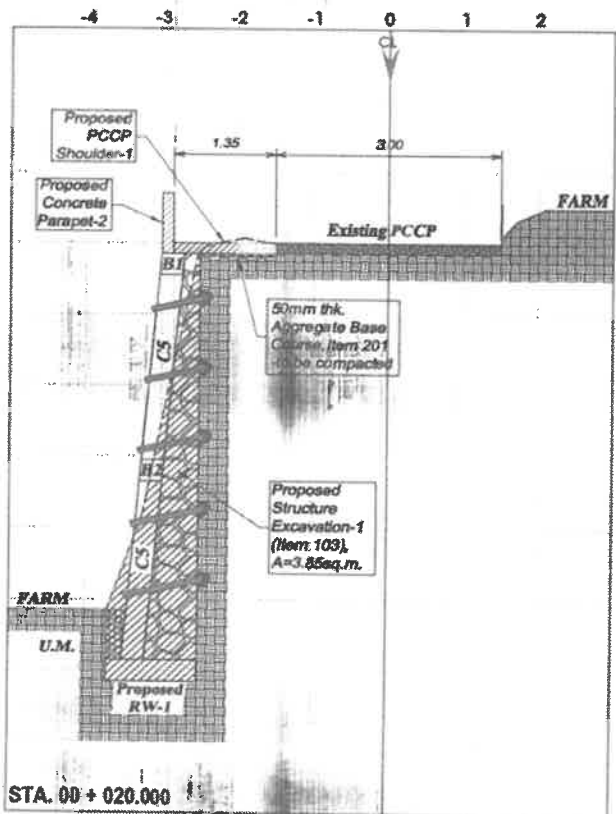 -4 -3 -2 -1 0 1 2
CL
Proposed
PCCP
Shoulder-1
1.35
3.00
Proposed
Concrete
Parapet-2
FARM
Existing PCCP
B1
50mm thk.
Aggregate Base
Course, Item 201
to be compacted
C5
B2
Proposed
Structure
Excavation-1
(Item 103),
A=3.85sq.m.
C5
FARM
U.M.
Proposed
RW-1
STA. 00 + 020.000